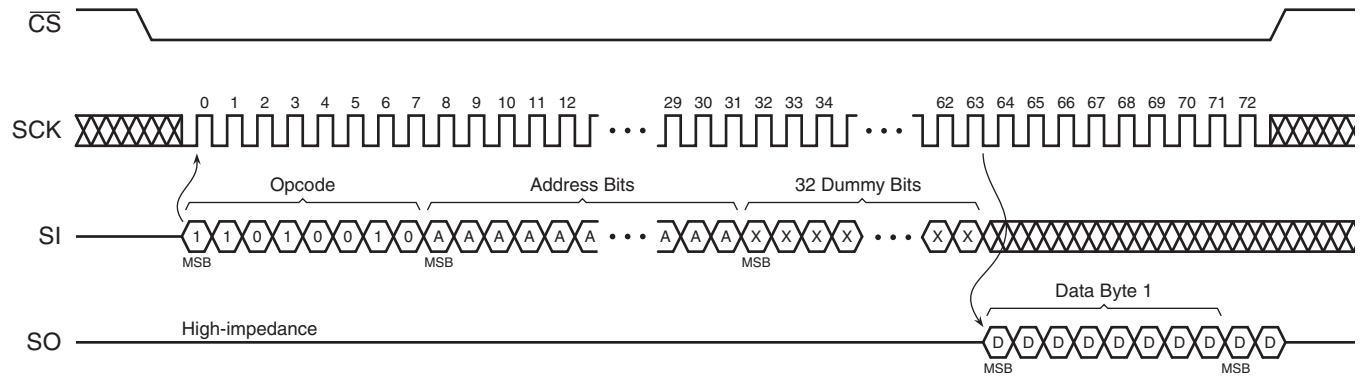 CS
0 1 2 3 4 5 6 7 8 9 10 11 12 29 30 31 32 33 34 62 63 64 65 66 67 68 69 70 71 72
SCK
Opcode Address Bits 32 Dummy Bits
SI 1 1 0 1 0 0 1 0 A A A A A A A A A X X X X X X
MSB MSB MSB
Data Byte 1
High-impedance
SO D D D D D D D D D D
MSB MSB